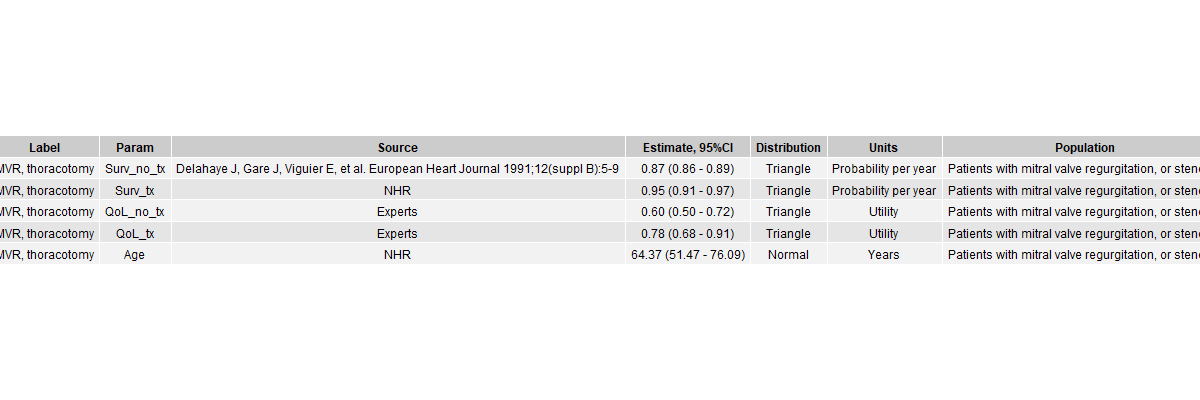 Label Param Source Estimate, 95%CI Distribution Units Population
MVR, thoracotomy Surv_no_tx Delahaye J, Gare J, Viguier E, et al. European Heart Journal 1991;12(suppl B):5-9 0.87 (0.86 - 0.89) Triangle Probability per year Patients with mitral valve regurgitation, or
MVR, thoracotomy Surv_tx NHR 0.95 (0.91 - 0.97) Triangle Probability per year Patients with mitral valve regurgitation, or
MVR, thoracotomy QoL_no_tx Experts 0.60 (0.50 - 0.72) Triangle Utility Patients with mitral valve regurgitation, or
MVR, thoracotomy QoL_tx Experts 0.78 (0.68 - 0.91) Triangle Utility Patients with mitral valve regurgitation, or
MVR, thoracotomy Age NHR 64.37 (51.47 - 76.09) Normal Years Patients with mitral valve regurgitation, or